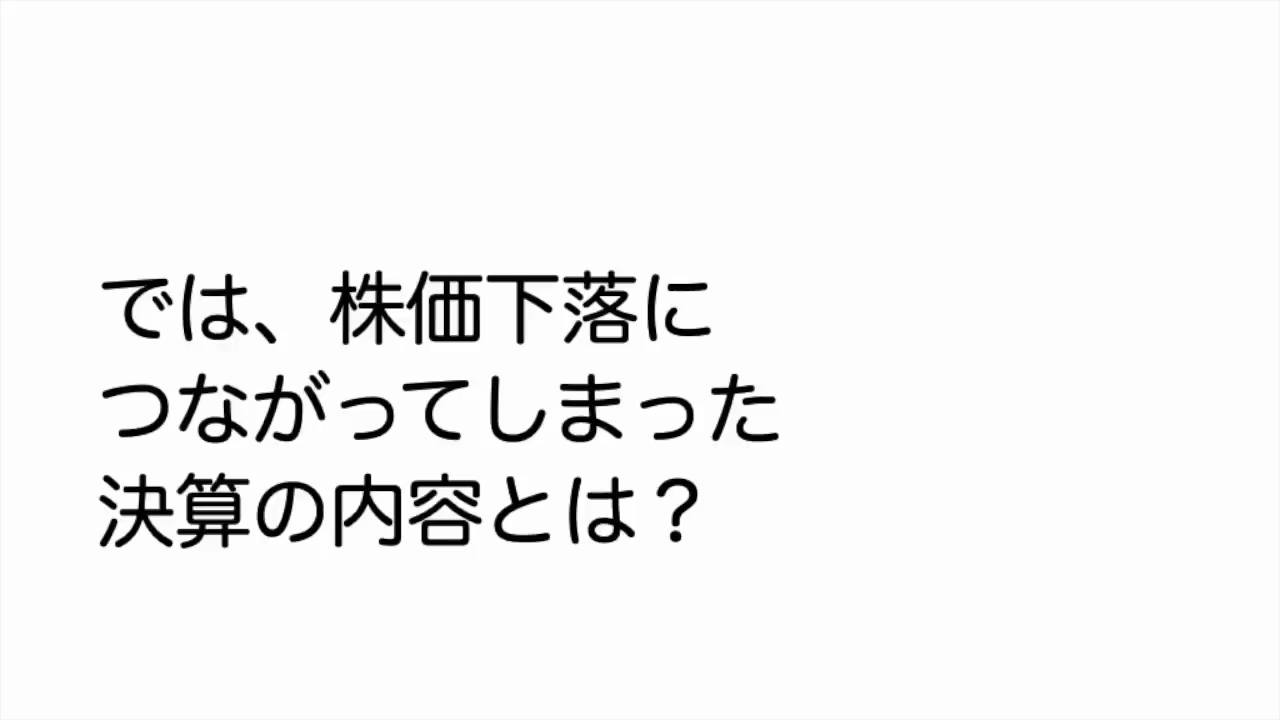 では、株価下落に
つながってしまった
決算の内容とは？